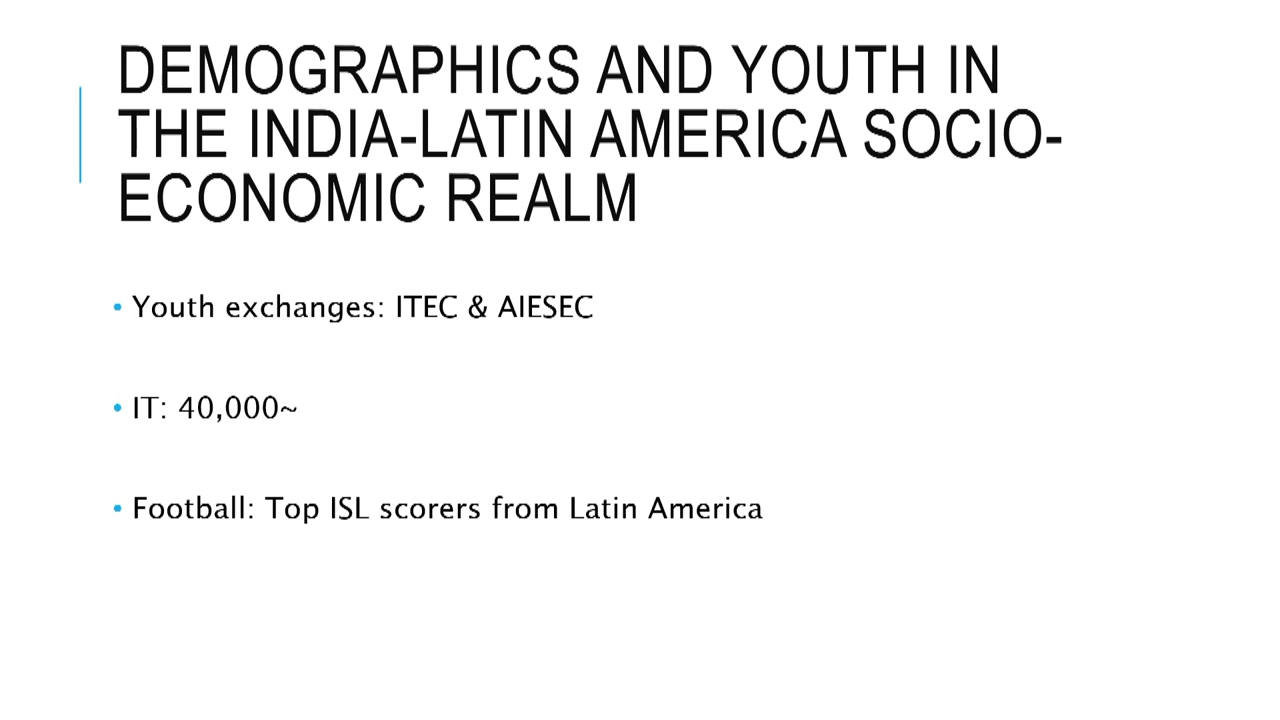 DEMOGRAPHICS AND YOUTH IN
THE INDIA-LATIN AMERICA SOCIO-
ECONOMIC REALM
• Youth exchanges: ITEC & AIESEC
• IT: 40,000~
• Football: Top ISL scorers from Latin America